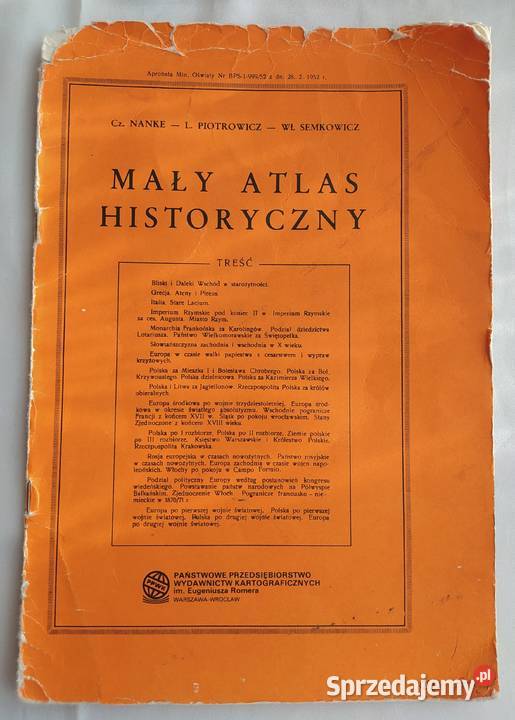 Aprobata Min. Oświaty Nr BPS-1-999/52 z dn. 28. 2. 1952 r.
Cz. NANKE — L. PIOTROWICZ — Wł. SEMKOWICZ
MAŁY ATLAS
HISTORYCZNY
TREŚĆ
Bliski i Daleki Wschód w starożytności.
Grecja. Ateny i Pireus.
Italia. Stare Lacium.
Imperium Rzymskie pod koniec II w. Imperium Rzymskie
za ces. Augusta. Miasto Rzym.
Monarchia Frankońska za Karolingów. Podział dziedzictwa
Lotariusza. Państwo Wielkomorawskie za Świętopełka.
Słowiańszczyzna zachodnia i wschodnia w X wieku.
Europa w czasie walki papiestwa z cesarstwem i wypraw
krzyżowych.
Polska za Mieszka I i Bolesława Chrobrego. Polska za Bol.
Krzywoustego. Polska dzielnicowa. Polska za Kazimierza Wielkiego.
Polska i Litwa za Jagiellonów. Rzeczpospolita Polska za królów
obieralnych.
Europa środkowa po wojnie trzydziestoletniej. Europa środ-
kowa w okresie światłego absolutyzmu. Wschodnie pogranicze
Francji z końcem XVII w. Śląsk po pokoju wrocławskim. Stany
Zjednoczone z końcem XVIII wieku.
Polska po I rozbiorze. Polska po II rozbiorze. Ziemie polskie
po III rozbiorze. Księstwo Warszawskie i Królestwo Polskie.
Rzeczpospolita Krakowska.
Rosja europejska w czasach nowożytnych. Państwo rosyjskie
w czasach nowożytnych. Europa zachodnia w czasie wojen napo-
leońskich. Włochy po pokoju w Campo Formio.
Podział polityczny Europy według postanowień kongresu
wiedeńskiego. Powstawanie państw narodowych na Półwyspie
Bałkańskim. Zjednoczenie Włoch. Pogranicze francusko - nie-
mieckie w 1870/71 r.
Europa po pierwszej wojnie światowej. Polska po pierwszej
wojnie światowej. Polska po drugiej wojnie światowej. Europa
po drugiej wojnie światowej.
PPWK
PAŃSTWOWE PRZEDSIĘBIORSTWO
WYDAWNICTW KARTOGRAFICZNYCH
im. Eugeniusza Romera
WARSZAWA-WROCŁAW
Sprzedajemy.pl